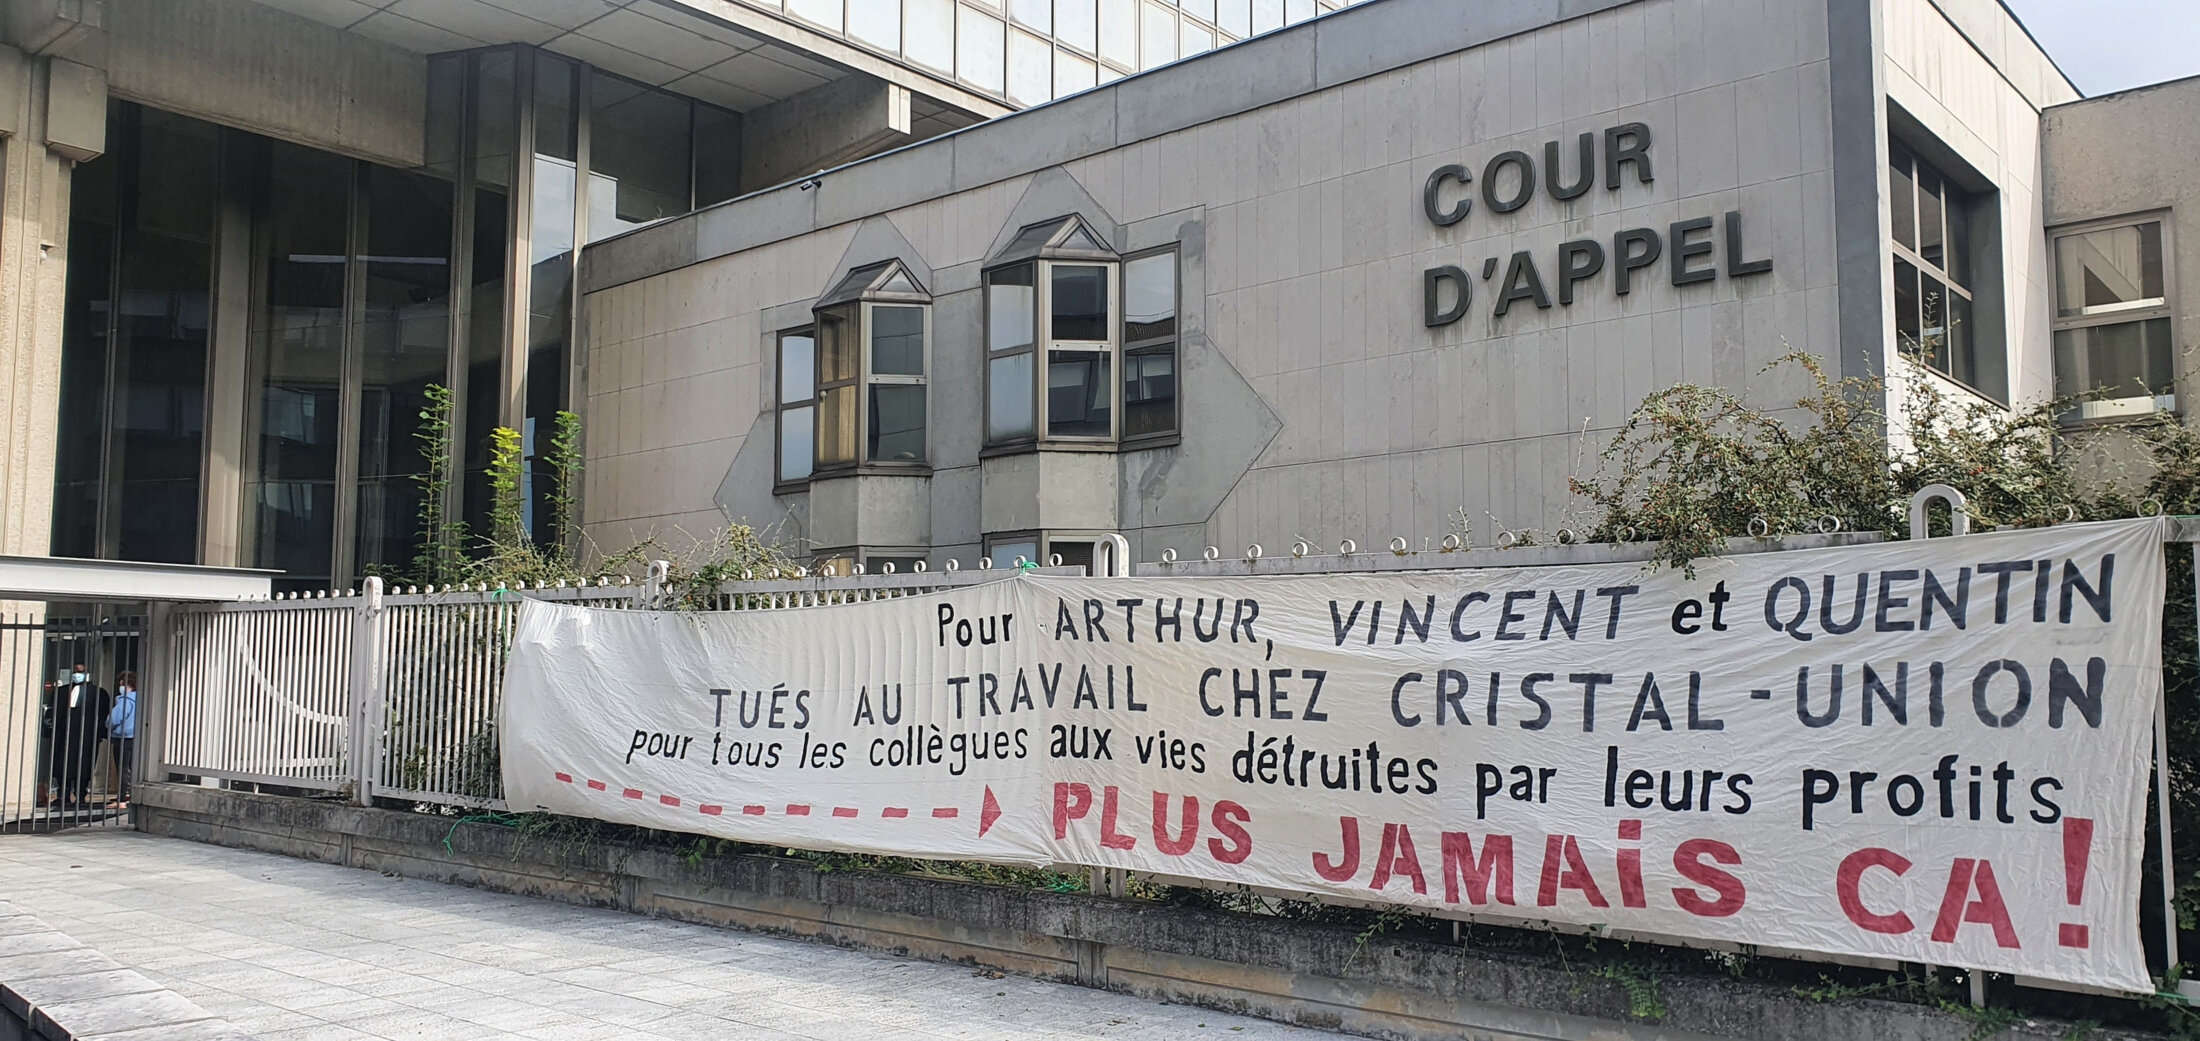 COUR
D'APPEL
Pour ARTHUR, VINCENT et QUENTIN
TUÉS AU TRAVAIL CHEZ CRISTAL-UNION
pour tous les collègues aux vies détruites par leurs profits
PLUS JAMAiS CA!